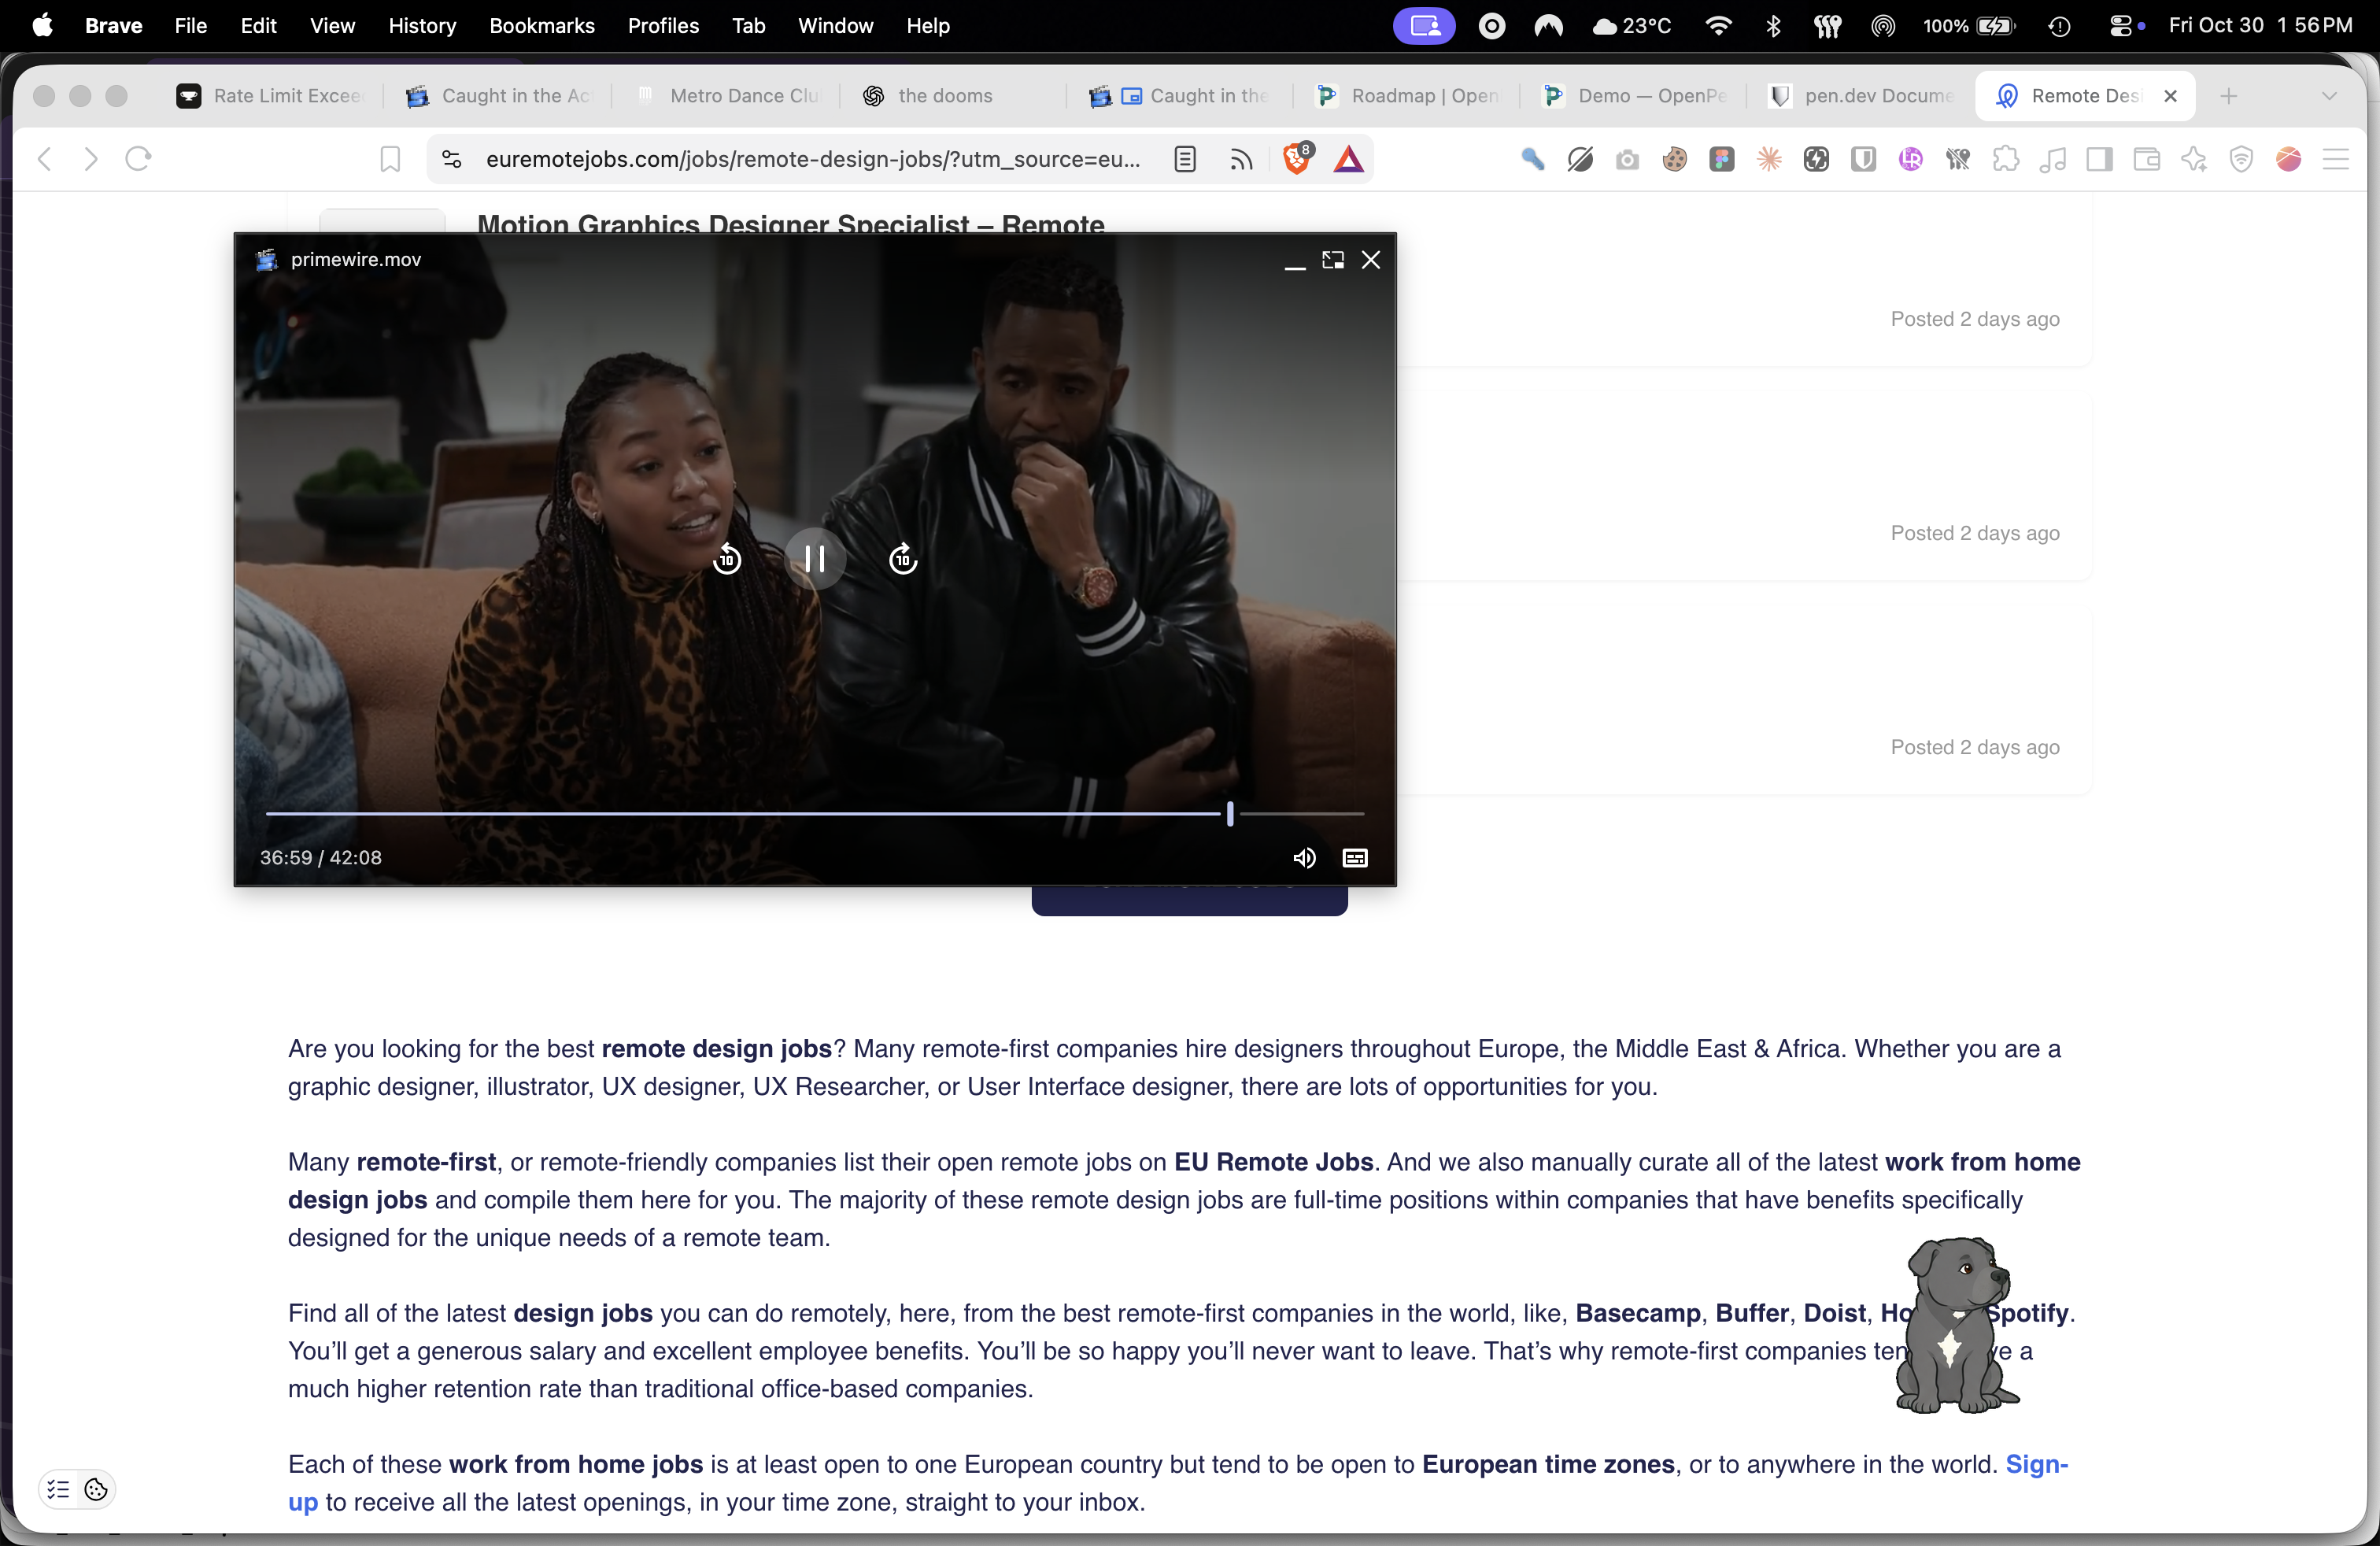 Brave File Edit View History Bookmarks Profiles Tab Window Help 23°C 100% Fri Oct 30 1 56 PM
Rate Limit Excee Caught in the Ac Metro Dance Clu the dooms Caught in the Roadmap | Open Demo — OpenPe pen.dev Docume Remote Des
euremotejobs.com/jobs/remote-design-jobs/?utm_source=eu... 8
Motion Graphics Designer Specialist – Remote
primewire.mov
Posted 2 days ago
Posted 2 days ago
10 10
Posted 2 days ago
36:59 / 42:08
Are you looking for the best remote design jobs? Many remote-first companies hire designers throughout Europe, the Middle East & Africa. Whether you are a
graphic designer, illustrator, UX designer, UX Researcher, or User Interface designer, there are lots of opportunities for you.
Many remote-first, or remote-friendly companies list their open remote jobs on EU Remote Jobs. And we also manually curate all of the latest work from home
design jobs and compile them here for you. The majority of these remote design jobs are full-time positions within companies that have benefits specifically
designed for the unique needs of a remote team.
Find all of the latest design jobs you can do remotely, here, from the best remote-first companies in the world, like, Basecamp, Buffer, Doist, Ho Spotify.
You’ll get a generous salary and excellent employee benefits. You’ll be so happy you’ll never want to leave. That’s why remote-first companies ten ve a
much higher retention rate than traditional office-based companies.
Each of these work from home jobs is at least open to one European country but tend to be open to European time zones, or to anywhere in the world. Sign-
up to receive all the latest openings, in your time zone, straight to your inbox.